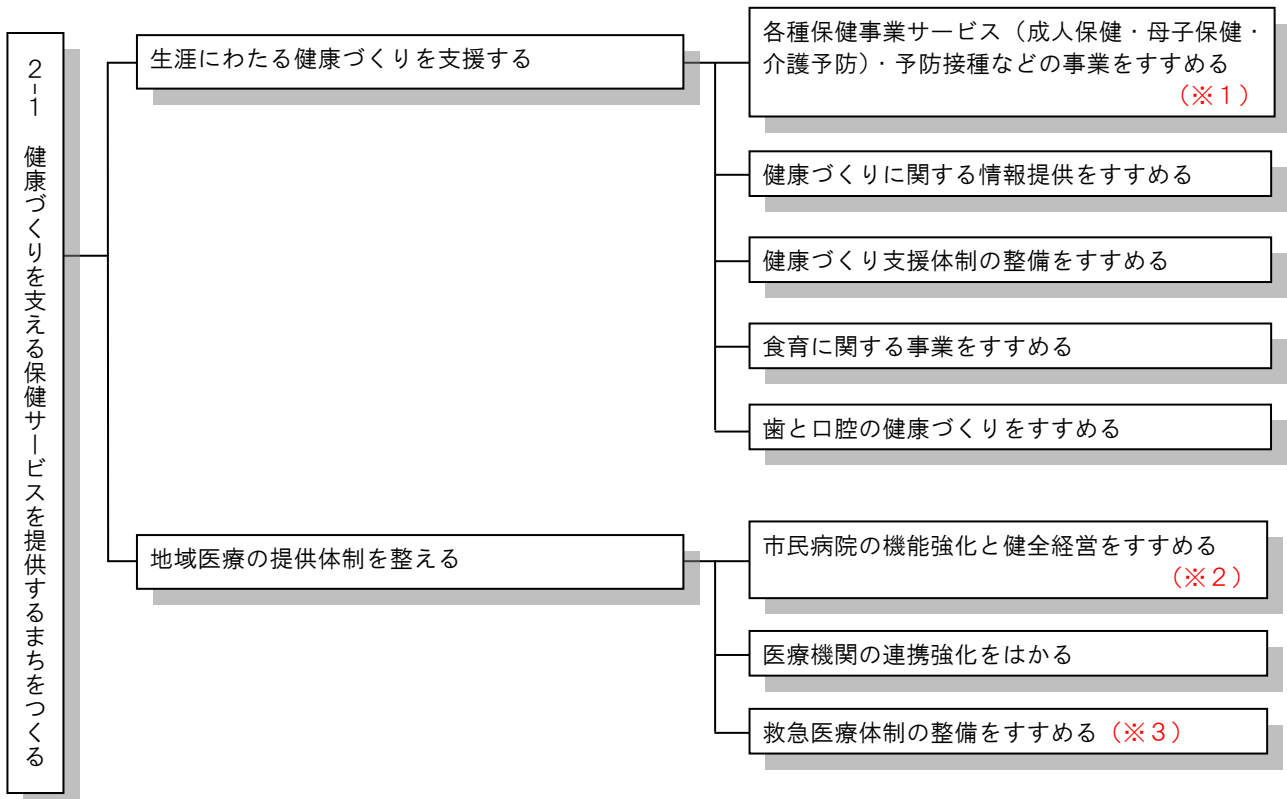 2-1 健康づくりを支える保健サービスを提供するまちをつくる
生涯にわたる健康づくりを支援する
各種保健事業サービス（成人保健・母子保健・
介護予防）・予防接種などの事業をすすめる
（※１）
健康づくりに関する情報提供をすすめる
健康づくり支援体制の整備をすすめる
食育に関する事業をすすめる
歯と口腔の健康づくりをすすめる
地域医療の提供体制を整える
市民病院の機能強化と健全経営をすすめる
（※２）
医療機関の連携強化をはかる
救急医療体制の整備をすすめる（※３）